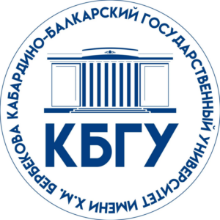 КАБАРДИНО-БАЛКАРСКИЙ ГОСУДАРСТВЕННЫЙ УНИВЕРСИТЕТ ИМЕНИ Х.М. БЕРБЕКОВА
КБГУ